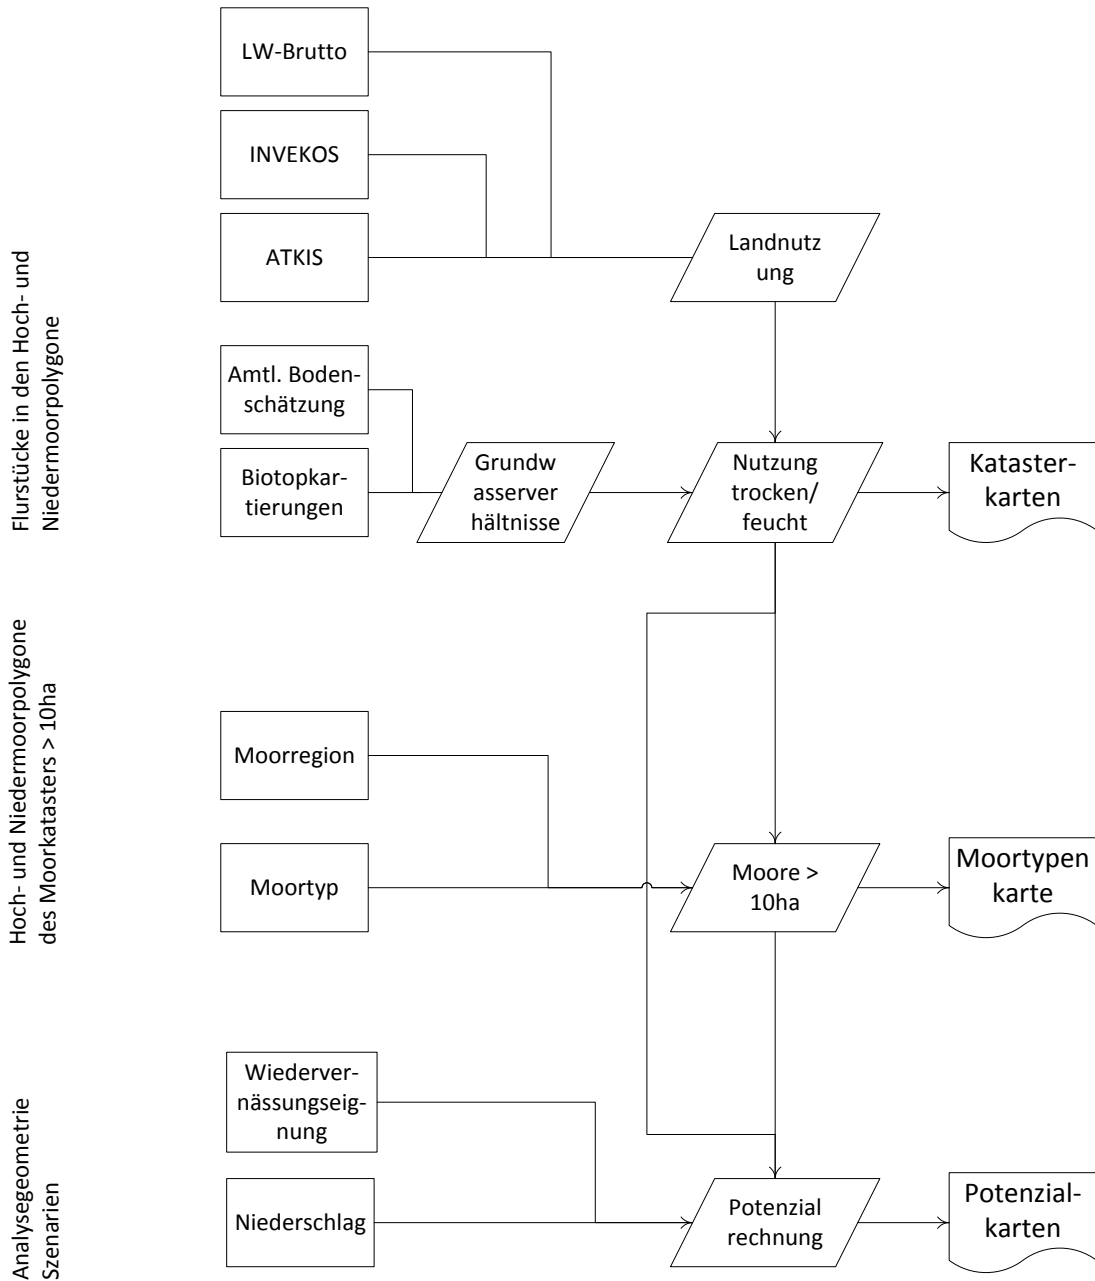 LW-Brutto
INVEKOS
ATKIS
Landnutz
ung
Flurstücke in den Hoch- und
Niedermoorpolygone
Amtl. Boden-
schätzung
Biotopkar-
tierungen
Grundw
asserver
hältnisse
Nutzung
trocken/
feucht
Kataster-
karten
Hoch- und Niedermoorpolygone
des Moorkatasters > 10ha
Moorregion
Moortyp
Moore >
10ha
Moortypen
karte
Analysegeometrie
Szenarien
Wiederver-
nässungseig-
nung
Niederschlag
Potenzial
rechnung
Potenzial-
karten